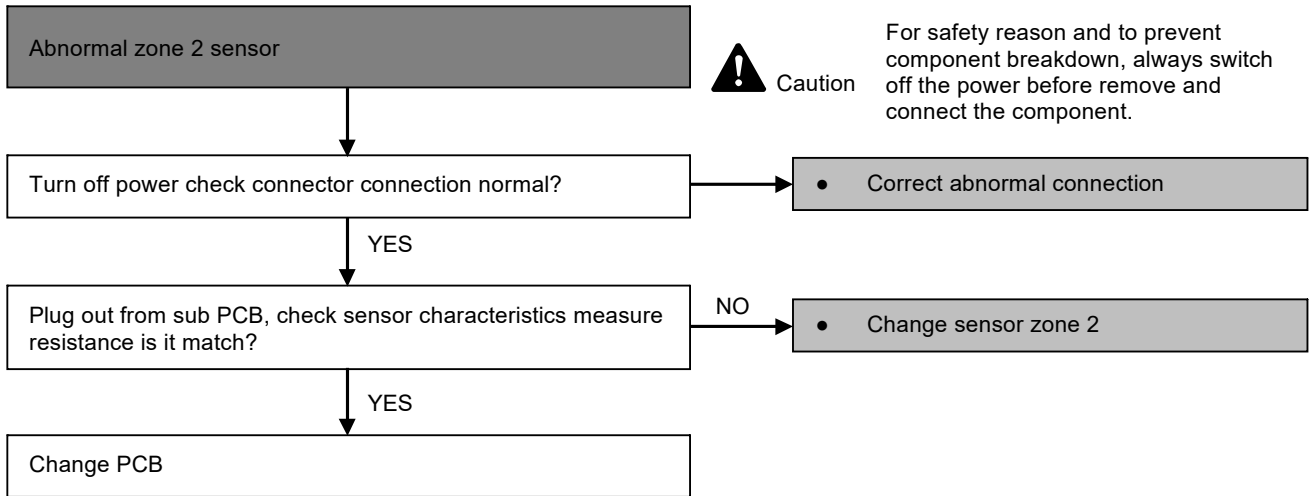 Abnormal zone 2 sensor
Caution
For safety reason and to prevent
component breakdown, always switch
off the power before remove and
connect the component.
Turn off power check connector connection normal?
● Correct abnormal connection
YES
Plug out from sub PCB, check sensor characteristics measure
resistance is it match?
NO
● Change sensor zone 2
YES
Change PCB